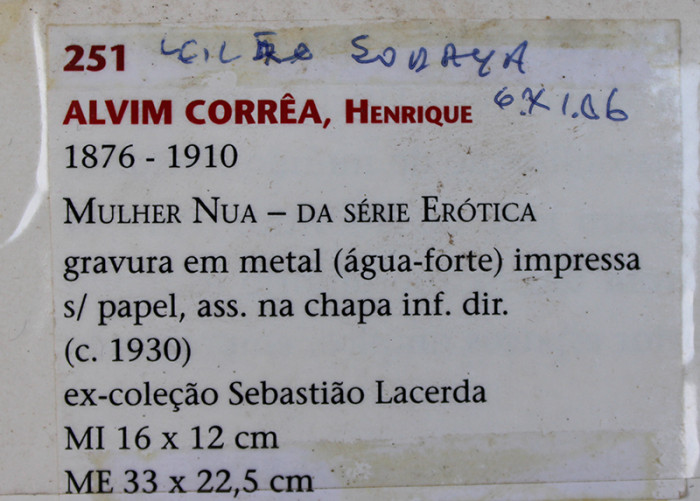 251 LEILÃO SORAYA
ALVIM CORRÊA, HENRIQUE 6.X1.06
1876 - 1910
MULHER NUA – DA SÉRIE ERÓTICA
gravura em metal (água-forte) impressa
s/ papel, ass. na chapa inf. dir.
(c. 1930)
ex-coleção Sebastião Lacerda
MI 16 x 12 cm
ME 33 x 22,5 cm